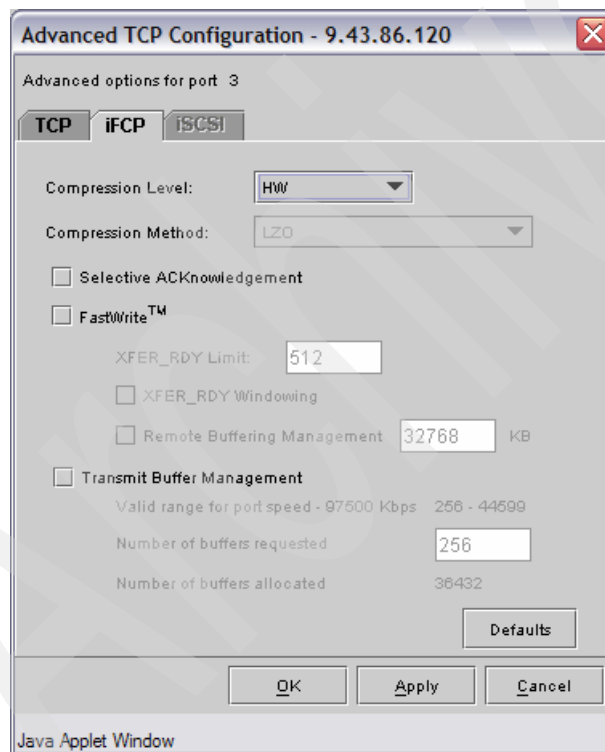 Advanced TCP Configuration - 9.43.86.120
Advanced options for port 3
TCP iFCP iSCSI
Compression Level: HW
Compression Method: LZO
Selective ACKnowledgement
FastWrite™
XFER_RDY Limit: 512
XFER_RDY Windowing
Remote Buffering Management 32768 KB
Transmit Buffer Management
Valid range for port speed - 97500 Kbps 256 - 44599
Number of buffers requested 256
Number of buffers allocated 36432
Defaults
OK Apply Cancel
Java Applet Window